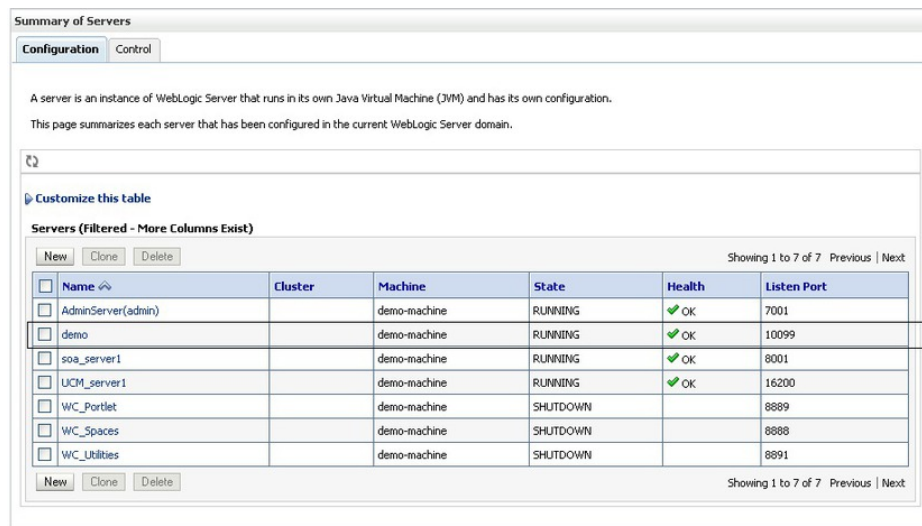 Summary of Servers
Configuration Control
A server is an instance of WebLogic Server that runs in its own Java Virtual Machine (JVM) and has its own configuration.
This page summarizes each server that has been configured in the current WebLogic Server domain.
Customize this table
Servers (Filtered - More Columns Exist)
New Clone Delete Showing 1 to 7 of 7 Previous | Next
Name Cluster Machine State Health Listen Port
AdminServer(admin) demo-machine RUNNING OK 7001
demo demo-machine RUNNING OK 10099
soa_server1 demo-machine RUNNING OK 8001
UCM_server1 demo-machine RUNNING OK 16200
WC_Portlet demo-machine SHUTDOWN 8889
WC_Spaces demo-machine SHUTDOWN 8888
WC_Utilities demo-machine SHUTDOWN 8891
New Clone Delete Showing 1 to 7 of 7 Previous | Next